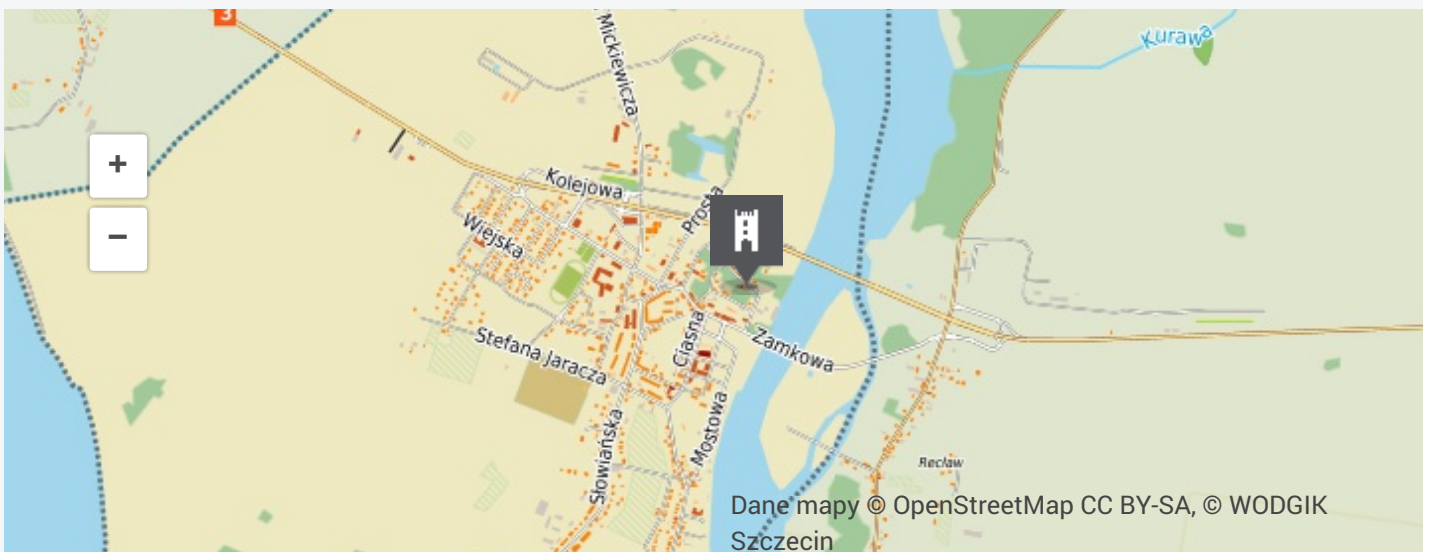 3
Mickiewicza
Kurawa
+
Kolejowa
Prosta
Wiejska
−
Ciasna
Zamkowa
Stefana Jaracza
Słowiańska
Mostowa
Recław
Dane mapy © OpenStreetMap CC BY-SA, © WODGIK
Szczecin